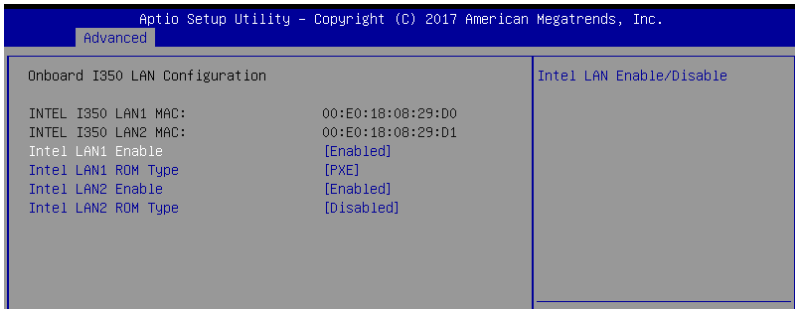 Aptio Setup Utility – Copyright (C) 2017 American Megatrends, Inc.
Advanced
Onboard I350 LAN Configuration
Intel LAN Enable/Disable
INTEL I350 LAN1 MAC: 00:E0:18:08:29:D0
INTEL I350 LAN2 MAC: 00:E0:18:08:29:D1
Intel LAN1 Enable [Enabled]
Intel LAN1 ROM Type [PXE]
Intel LAN2 Enable [Enabled]
Intel LAN2 ROM Type [Disabled]